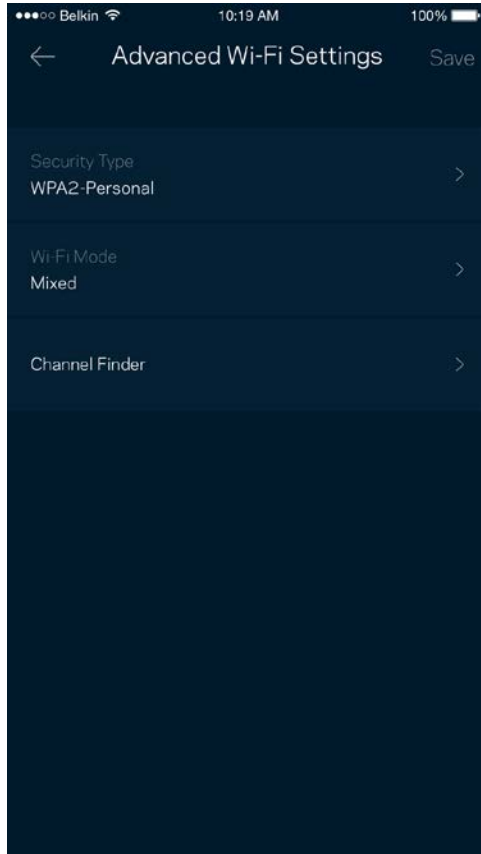 Belkin 10:19 AM 100%
Advanced Wi-Fi Settings Save
Security Type
WPA2-Personal
Wi-Fi Mode
Mixed
Channel Finder